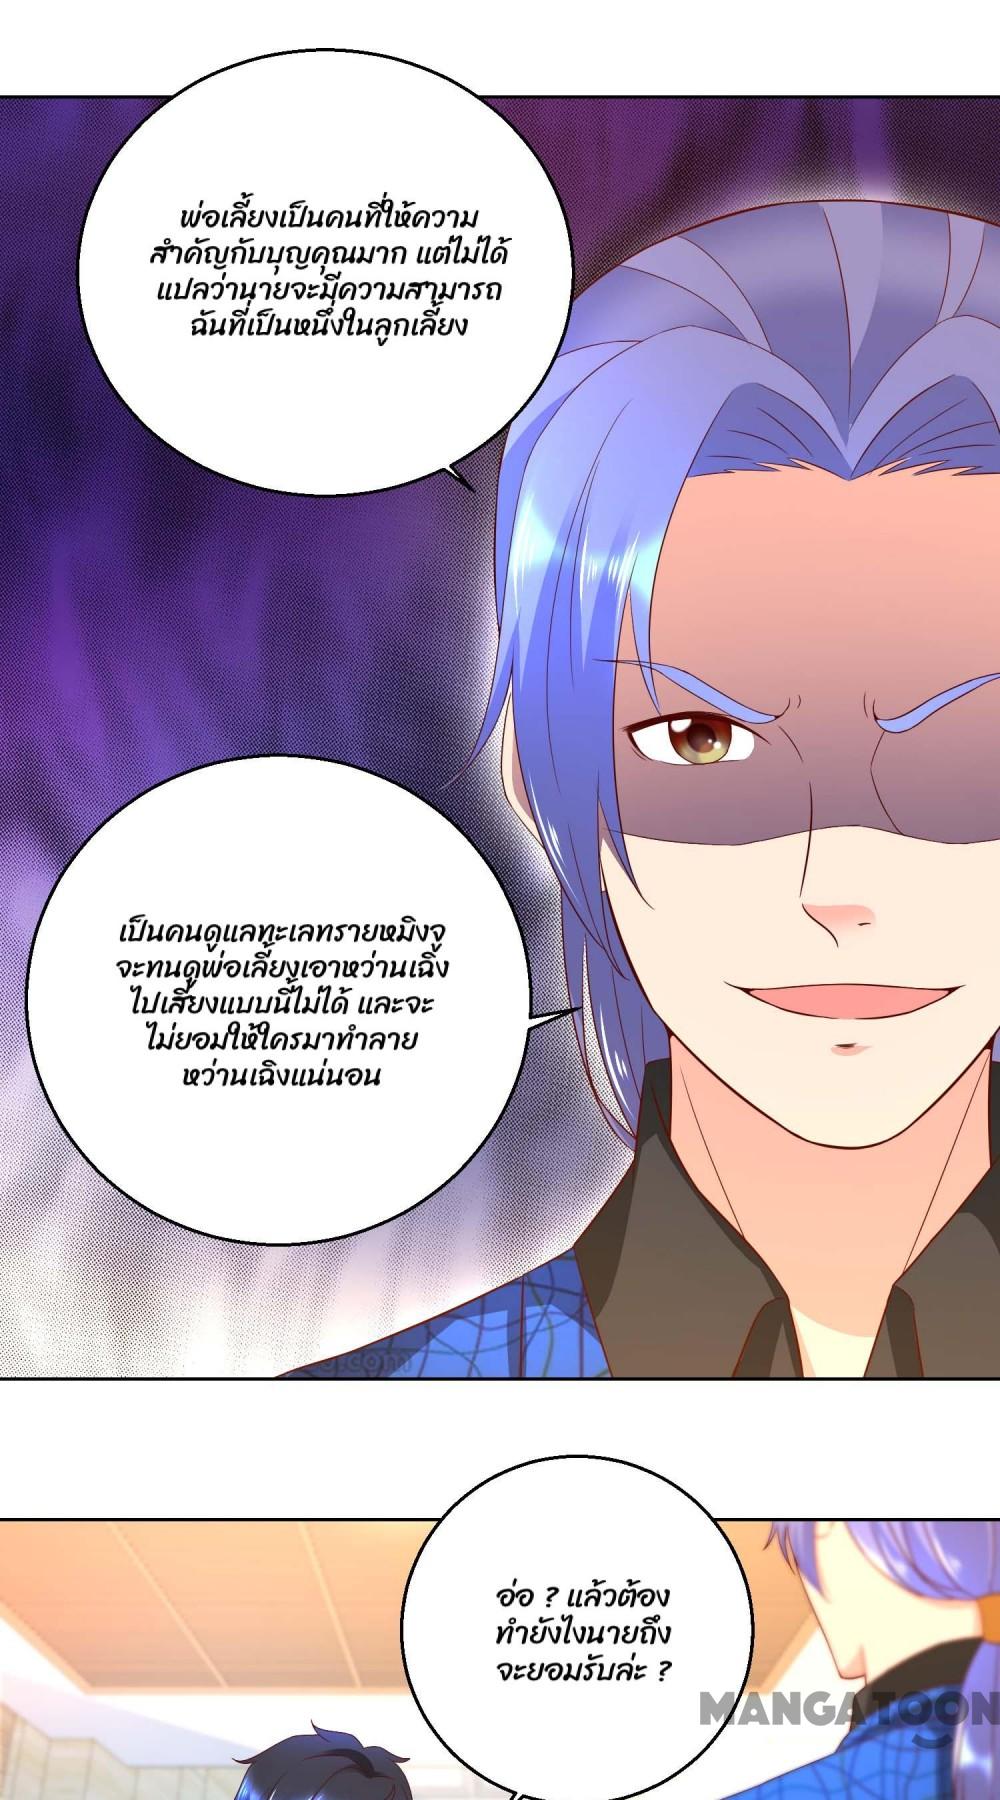 พ่อเลี้ยงเป็นคนที่ให้ความ
สำคัญกับบุญคุณมาก แต่ไม่ได้
แปลว่านายจะมีความสามารถ
ฉันที่เป็นหนึ่งในลูกเลี้ยง
เป็นคนดูแลทะเลทรายหมิงจู
จะทนดูพ่อเลี้ยงเอาหว่านเฉิง
ไปเสี่ยงแบบนี้ไม่ได้ และจะ
ไม่ยอมให้ใครมาทำลาย
หว่านเฉิงแน่นอน
อ่อ ? แล้วต้อง
ทำยังไงนายถึง
จะยอมรับล่ะ ?
MANGATOON